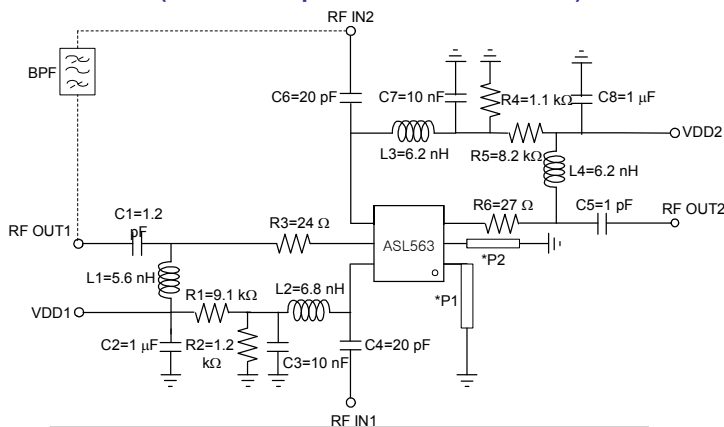 RF IN2
BPF
C6=20 pF
C7=10 nF
R4=1.1 kΩ
C8=1 µF
VDD2
L3=6.2 nH
R5=8.2 kΩ
L4=6.2 nH
C1=1.2
pF
R3=24 Ω
R6=27 Ω
C5=1 pF
RF OUT2
RF OUT1
ASL563
*P2
L1=5.6 nH
L2=6.8 nH
*P1
R1=9.1 kΩ
VDD1
C2=1 µF
R2=1.2
kΩ
C3=10 nF
C4=20 pF
RF IN1